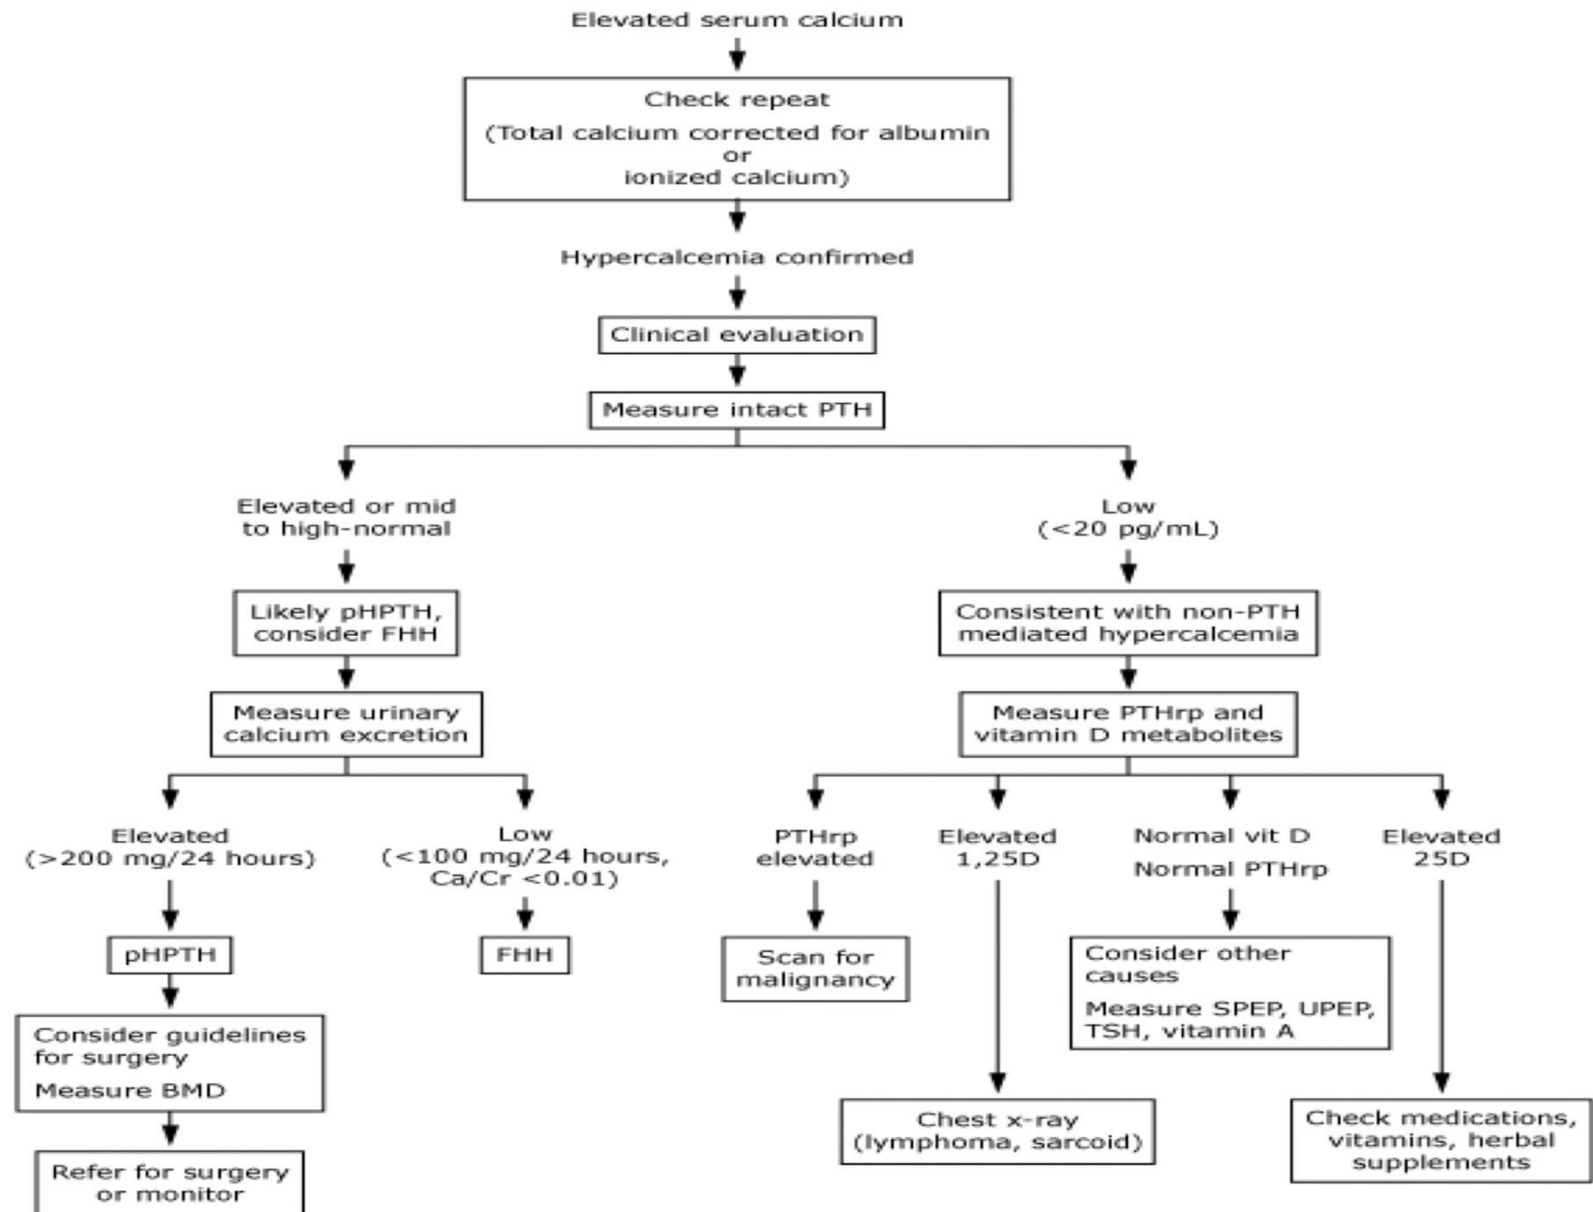 Elevated serum calcium
Check repeat
(Total calcium corrected for albumin
or
ionized calcium)
Hypercalcemia confirmed
Clinical evaluation
Measure intact PTH
Elevated or mid
to high-normal
Low
(<20 pg/mL)
Likely pHPTH,
consider FHH
Consistent with non-PTH
mediated hypercalcemia
Measure urinary
calcium excretion
Measure PTHrp and
vitamin D metabolites
Elevated
(>200 mg/24 hours)
Low
(<100 mg/24 hours,
Ca/Cr <0.01)
PTHrp
elevated
Elevated
1,25D
Normal vit D
Normal PTHrp
Elevated
25D
pHPTH
FHH
Scan for
malignancy
Consider other
causes
Measure SPEP, UPEP,
TSH, vitamin A
Consider guidelines
for surgery
Measure BMD
Chest x-ray
(lymphoma, sarcoid)
Check medications,
vitamins, herbal
supplements
Refer for surgery
or monitor